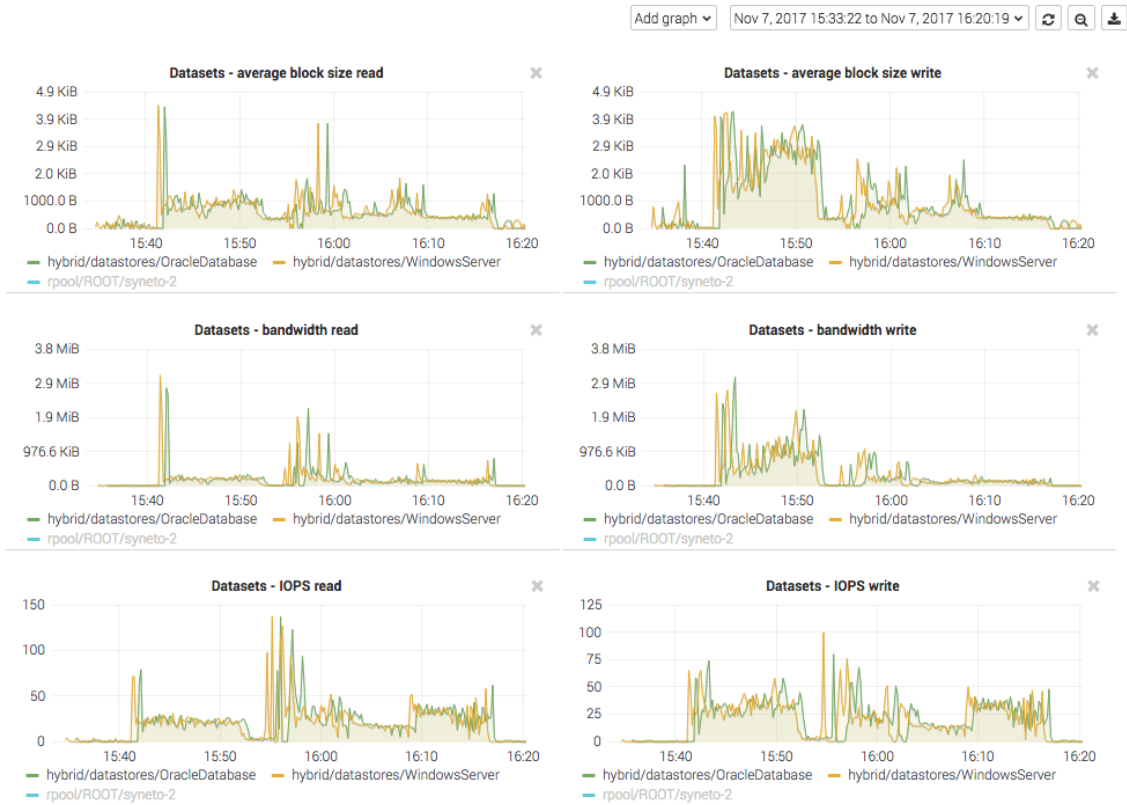 Add graph Nov 7, 2017 15:33:22 to Nov 7, 2017 16:20:19
Datasets - average block size read
4.9 KiB
3.9 KiB
2.9 KiB
2.0 KiB
1000.0 B
0.0 B
15:40 15:50 16:00 16:10 16:20
hybrid/datastores/OracleDatabase hybrid/datastores/WindowsServer
rpool/ROOT/syneto-2
Datasets - average block size write
4.9 KiB
3.9 KiB
2.9 KiB
2.0 KiB
1000.0 B
0.0 B
15:40 15:50 16:00 16:10 16:20
hybrid/datastores/OracleDatabase hybrid/datastores/WindowsServer
rpool/ROOT/syneto-2
Datasets - bandwidth read
3.8 MiB
2.9 MiB
1.9 MiB
976.6 KiB
0.0 B
15:40 15:50 16:00 16:10 16:20
hybrid/datastores/OracleDatabase hybrid/datastores/WindowsServer
rpool/ROOT/syneto-2
Datasets - bandwidth write
3.8 MiB
2.9 MiB
1.9 MiB
976.6 KiB
0.0 B
15:40 15:50 16:00 16:10 16:20
hybrid/datastores/OracleDatabase hybrid/datastores/WindowsServer
rpool/ROOT/syneto-2
Datasets - IOPS read
150
100
50
0
15:40 15:50 16:00 16:10 16:20
hybrid/datastores/OracleDatabase hybrid/datastores/WindowsServer
rpool/ROOT/syneto-2
Datasets - IOPS write
125
100
75
50
25
0
15:40 15:50 16:00 16:10 16:20
hybrid/datastores/OracleDatabase hybrid/datastores/WindowsServer
rpool/ROOT/syneto-2